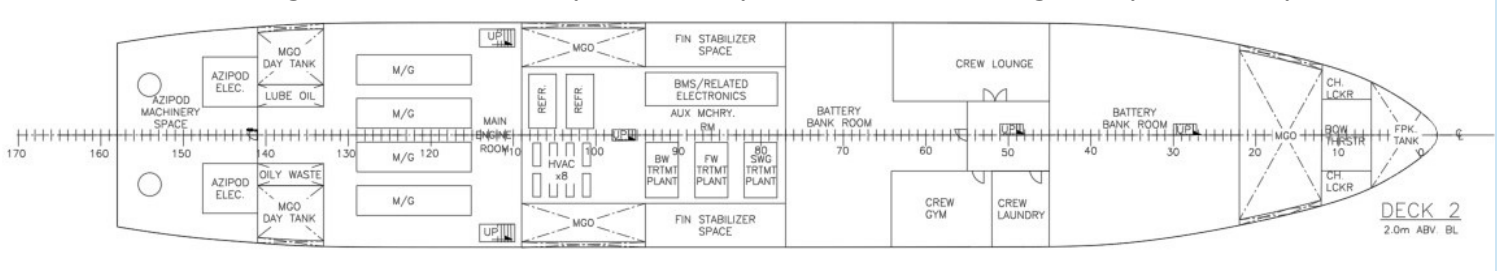 MGO
DAY TANK
AZIPOD
ELEC.
LUBE OIL
AZIPOD
MACHINERY
SPACE
AZIPOD
ELEC.
OILY WASTE
MGO
DAY TANK
M/G
M/G
M/G
M/G
UP
UP
MAIN
ENGINE
ROOM
MGO
REFR.
REFR.
HVAC
x8
MGO
FIN STABILIZER
SPACE
BMS/RELATED
ELECTRONICS
AUX MCHRY.
RM
UP
BW
TRTMT
PLANT
FW
TRTMT
PLANT
SWG
TRTMT
PLANT
FIN STABILIZER
SPACE
BATTERY
BANK ROOM
CREW LOUNGE
UP
CREW
GYM
CREW
LAUNDRY
BATTERY
BANK ROOM
UP
MGO
CH.
LCKR
BOW
THRSTR
CH.
LCKR
FPK.
TANK
170 160 150 140 130 120 110 100 90 80 70 60 50 40 30 20 10 0
DECK 2
2.0m ABV. BL